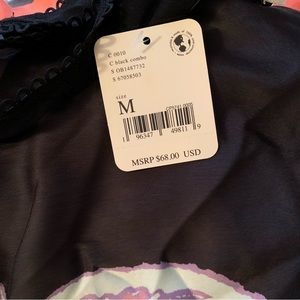 C 0010
C black combo
S OB1487732
S 67058503
size
M
1 96347 49811 9
MSRP $68.00 USD